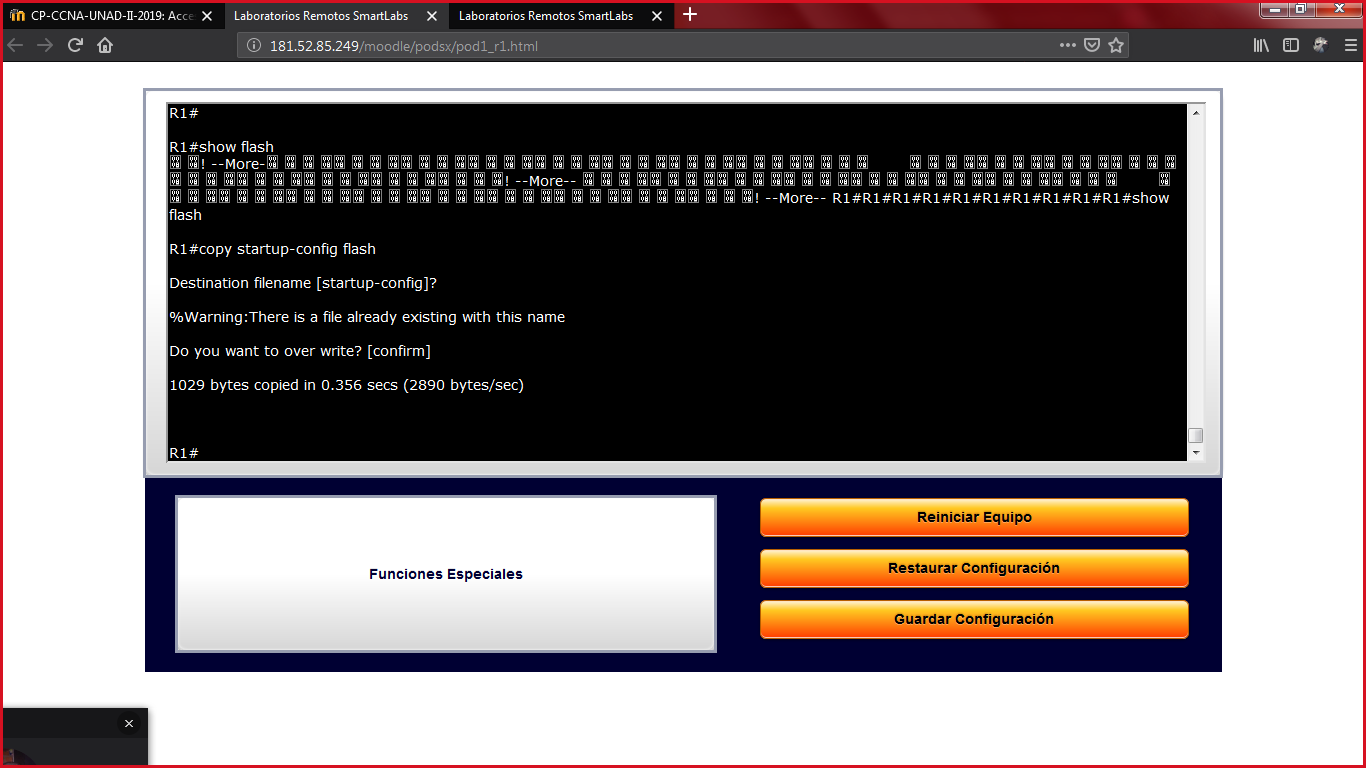 CP-CCNA-UNAD-II-2019: Acce
Laboratorios Remotos SmartLabs
Laboratorios Remotos SmartLabs
181.52.85.249/moodle/podsx/pod1_r1.html
R1#
R1#show flash
! --More-
! --More--
! --More-- R1#R1#R1#R1#R1#R1#R1#R1#R1#R1#show
flash
R1#copy startup-config flash
Destination filename [startup-config]?
%Warning:There is a file already existing with this name
Do you want to over write? [confirm]
1029 bytes copied in 0.356 secs (2890 bytes/sec)
R1#
Funciones Especiales
Reiniciar Equipo
Restaurar Configuración
Guardar Configuración